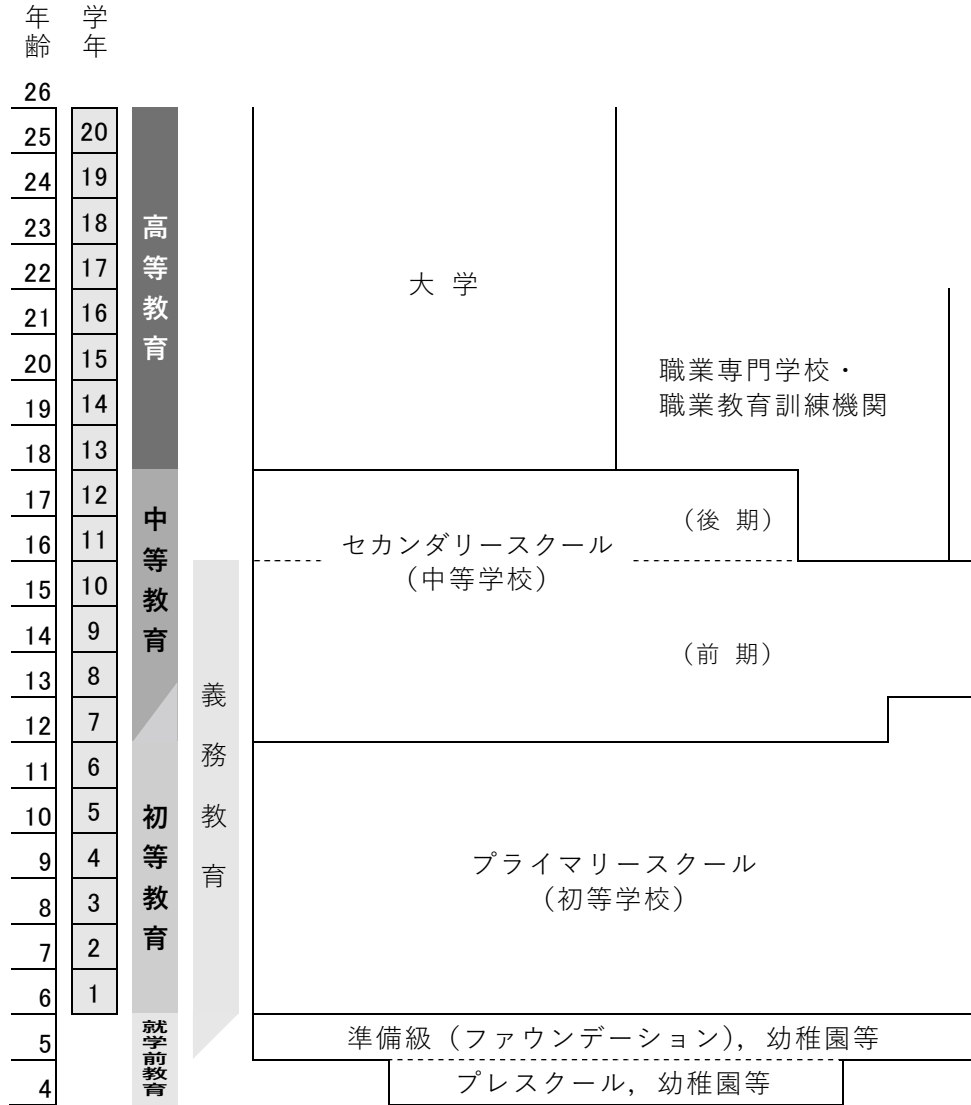 年齢 学年
26
25 20
24 19
23 18
22 17
21 16
20 15
19 14
18 13
17 12
16 11
15 10
14 9
13 8
12 7
11 6
10 5
9 4
8 3
7 2
6 1
5
4
高等教育
中等教育
初等教育
就学前教育
義務教育
大 学
職業専門学校・
職業教育訓練機関
(後 期)
セカンダリースクール
(中等学校)
(前 期)
プライマリースクール
(初等学校)
準備級(ファウンデーション), 幼稚園等
プレスクール, 幼稚園等